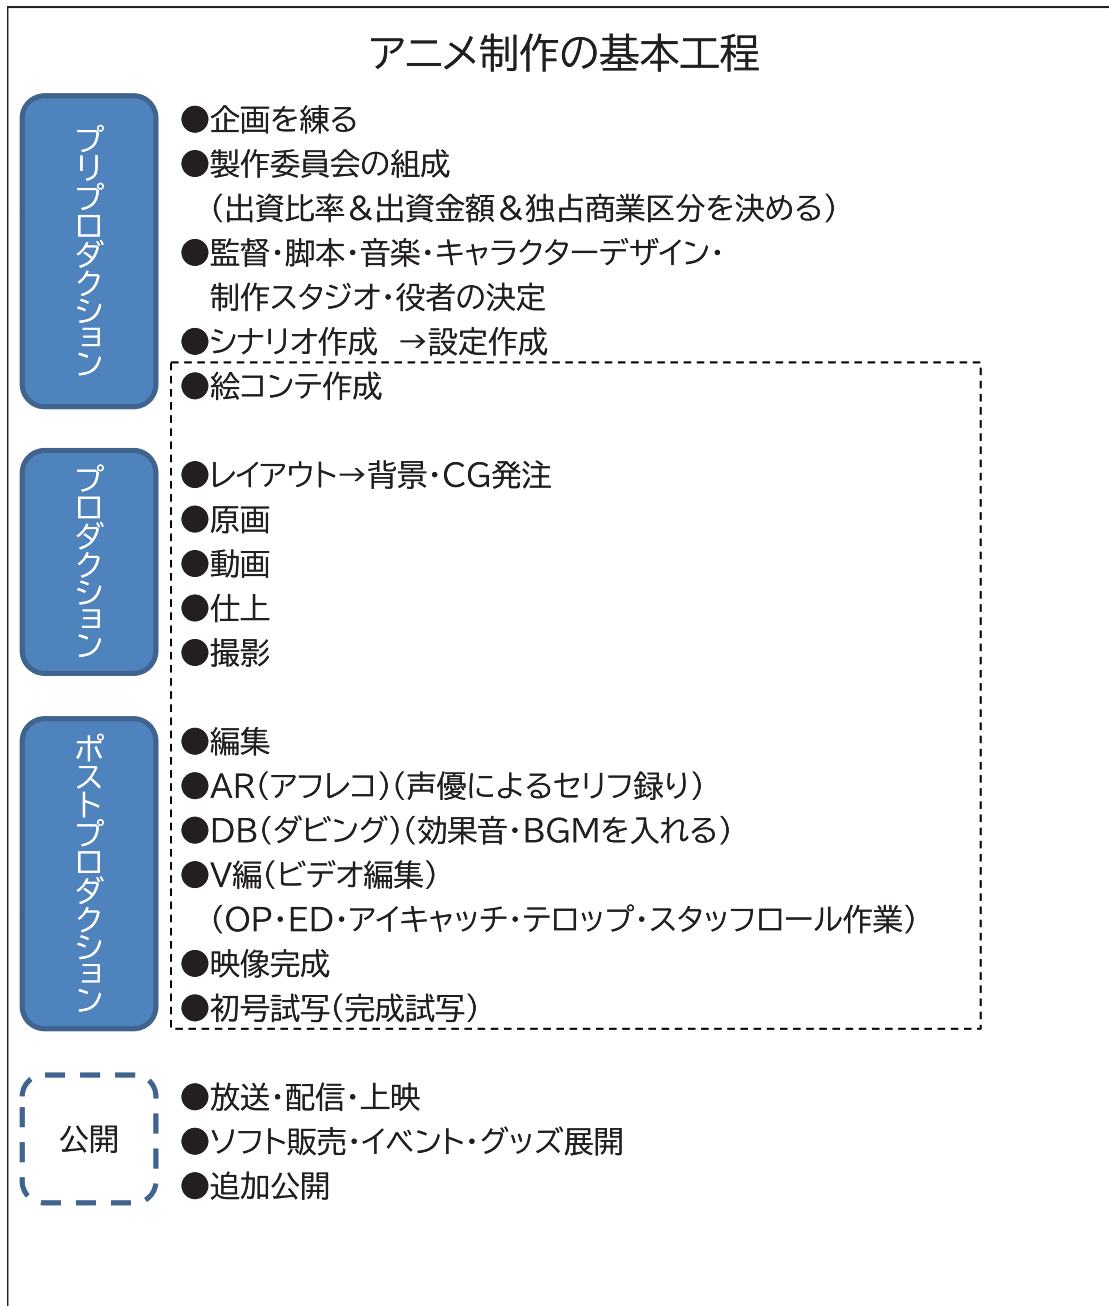 アニメ制作の基本工程
プリプロダクション
●企画を練る
●製作委員会の組成
（出資比率＆出資金額＆独占商業区分を決める）
●監督・脚本・音楽・キャラクターデザイン・
制作スタジオ・役者の決定
●シナリオ作成　→設定作成
●絵コンテ作成
プロダクション
●レイアウト→背景・CG発注
●原画
●動画
●仕上
●撮影
ポストプロダクション
●編集
●AR（アフレコ）（声優によるセリフ録り）
●DB（ダビング）（効果音・BGMを入れる）
●V編（ビデオ編集）
（OP・ED・アイキャッチ・テロップ・スタッフロール作業）
●映像完成
●初号試写（完成試写）
公開
●放送・配信・上映
●ソフト販売・イベント・グッズ展開
●追加公開